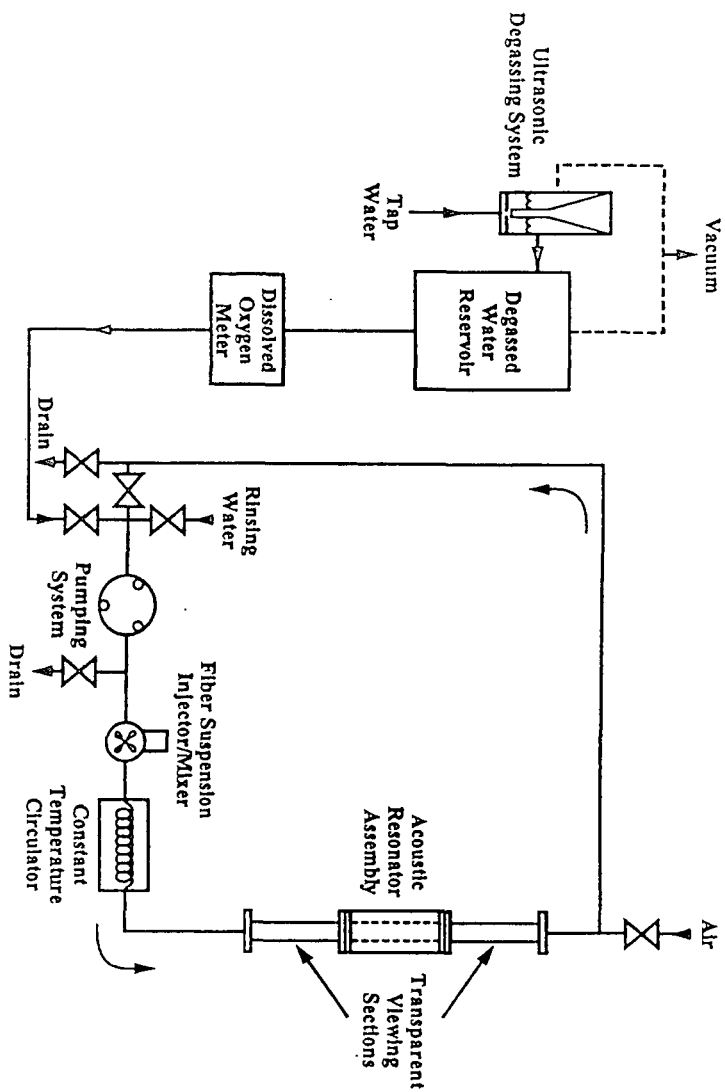 Vacuum
Ultrasonic
Degassing System
Tap
Water
Degassed
Water
Reservoir
Dissolved
Oxygen
Meter
Drain
Rinsing
Water
Pumping
System
Drain
Fiber Suspension
Injector/Mixer
Constant
Temperature
Circulator
Acoustic
Resonator
Assembly
Transparent
Viewing
Sections
Air